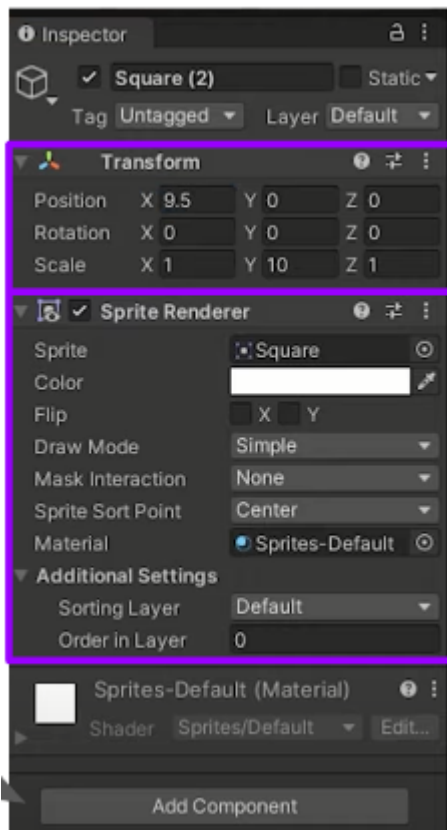 Inspector
Square (2) Static
Tag Untagged Layer Default
Transform
Position X 9.5 Y 0 Z 0
Rotation X 0 Y 0 Z 0
Scale X 1 Y 10 Z 1
Sprite Renderer
Sprite Square
Color
Flip X Y
Draw Mode Simple
Mask Interaction None
Sprite Sort Point Center
Material Sprites-Default
Additional Settings
Sorting Layer Default
Order in Layer 0
Sprites-Default (Material)
Shader Sprites/Default Edit...
Add Component